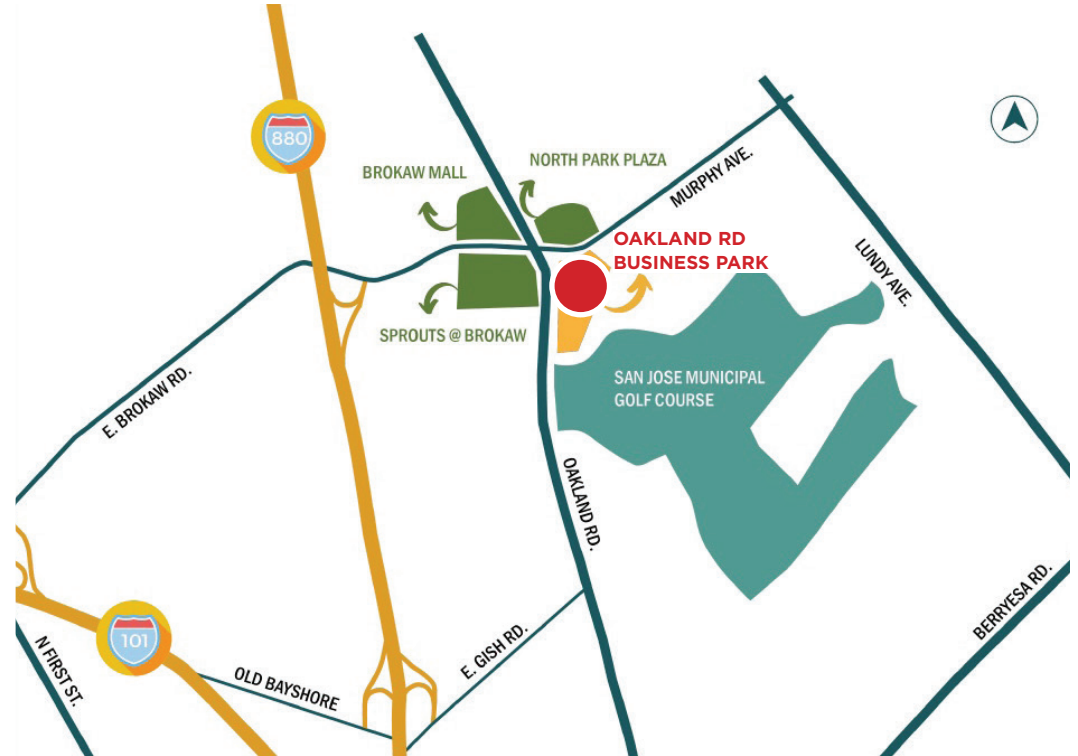 880
NORTH PARK PLAZA
BROKAW MALL
MURPHY AVE.
OAKLAND RD
BUSINESS PARK
LUNDY AVE.
SPROUTS @ BROKAW
E. BROKAW RD.
SAN JOSE MUNICIPAL
GOLF COURSE
OAKLAND RD.
BERRYESA RD.
101
N FIRST ST.
OLD BAYSHORE
E. GISH RD.